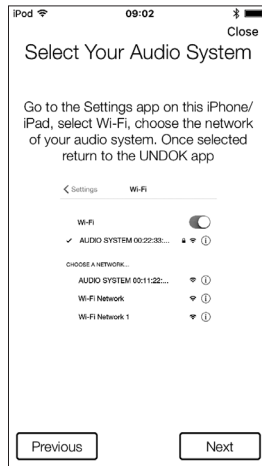 iPod 09:02
Close
Select Your Audio System
Go to the Settings app on this iPhone/
iPad, select Wi-Fi, choose the network
of your audio system. Once selected
return to the UNDOK app
Settings Wi-Fi
Wi-Fi
AUDIO SYSTEM 00:22:33:...
CHOOSE A NETWORK...
AUDIO SYSTEM 00:11:22:...
Wi-Fi Network
Wi-Fi Network 1
Previous Next